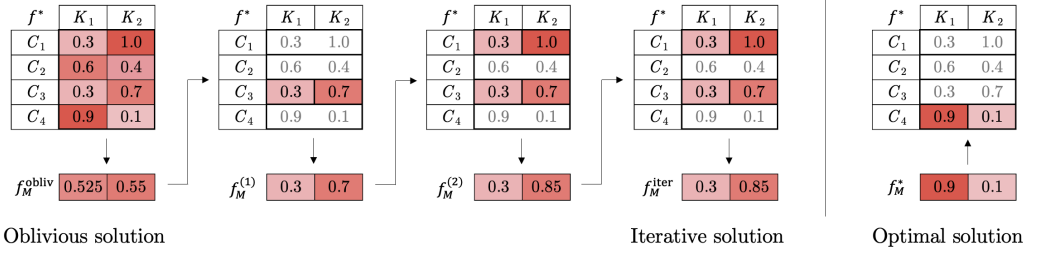 f* K₁ K₂ f* K₁ K₂ f* K₁ K₂ f* K₁ K₂ f* K₁ K₂
C₁ 0.3 1.0 C₁ 0.3 1.0 C₁ 0.3 1.0 C₁ 0.3 1.0 C₁ 0.3 1.0
C₂ 0.6 0.4 C₂ 0.6 0.4 C₂ 0.6 0.4 C₂ 0.6 0.4 C₂ 0.6 0.4
C₃ 0.3 0.7 C₃ 0.3 0.7 C₃ 0.3 0.7 C₃ 0.3 0.7 C₃ 0.3 0.7
C₄ 0.9 0.1 C₄ 0.9 0.1 C₄ 0.9 0.1 C₄ 0.9 0.1 C₄ 0.9 0.1
f_M^obliv 0.525 0.55 f_M^(1) 0.3 0.7 f_M^(2) 0.3 0.85 f_M^iter 0.3 0.85 f_M^* 0.9 0.1
Oblivious solution Iterative solution Optimal solution